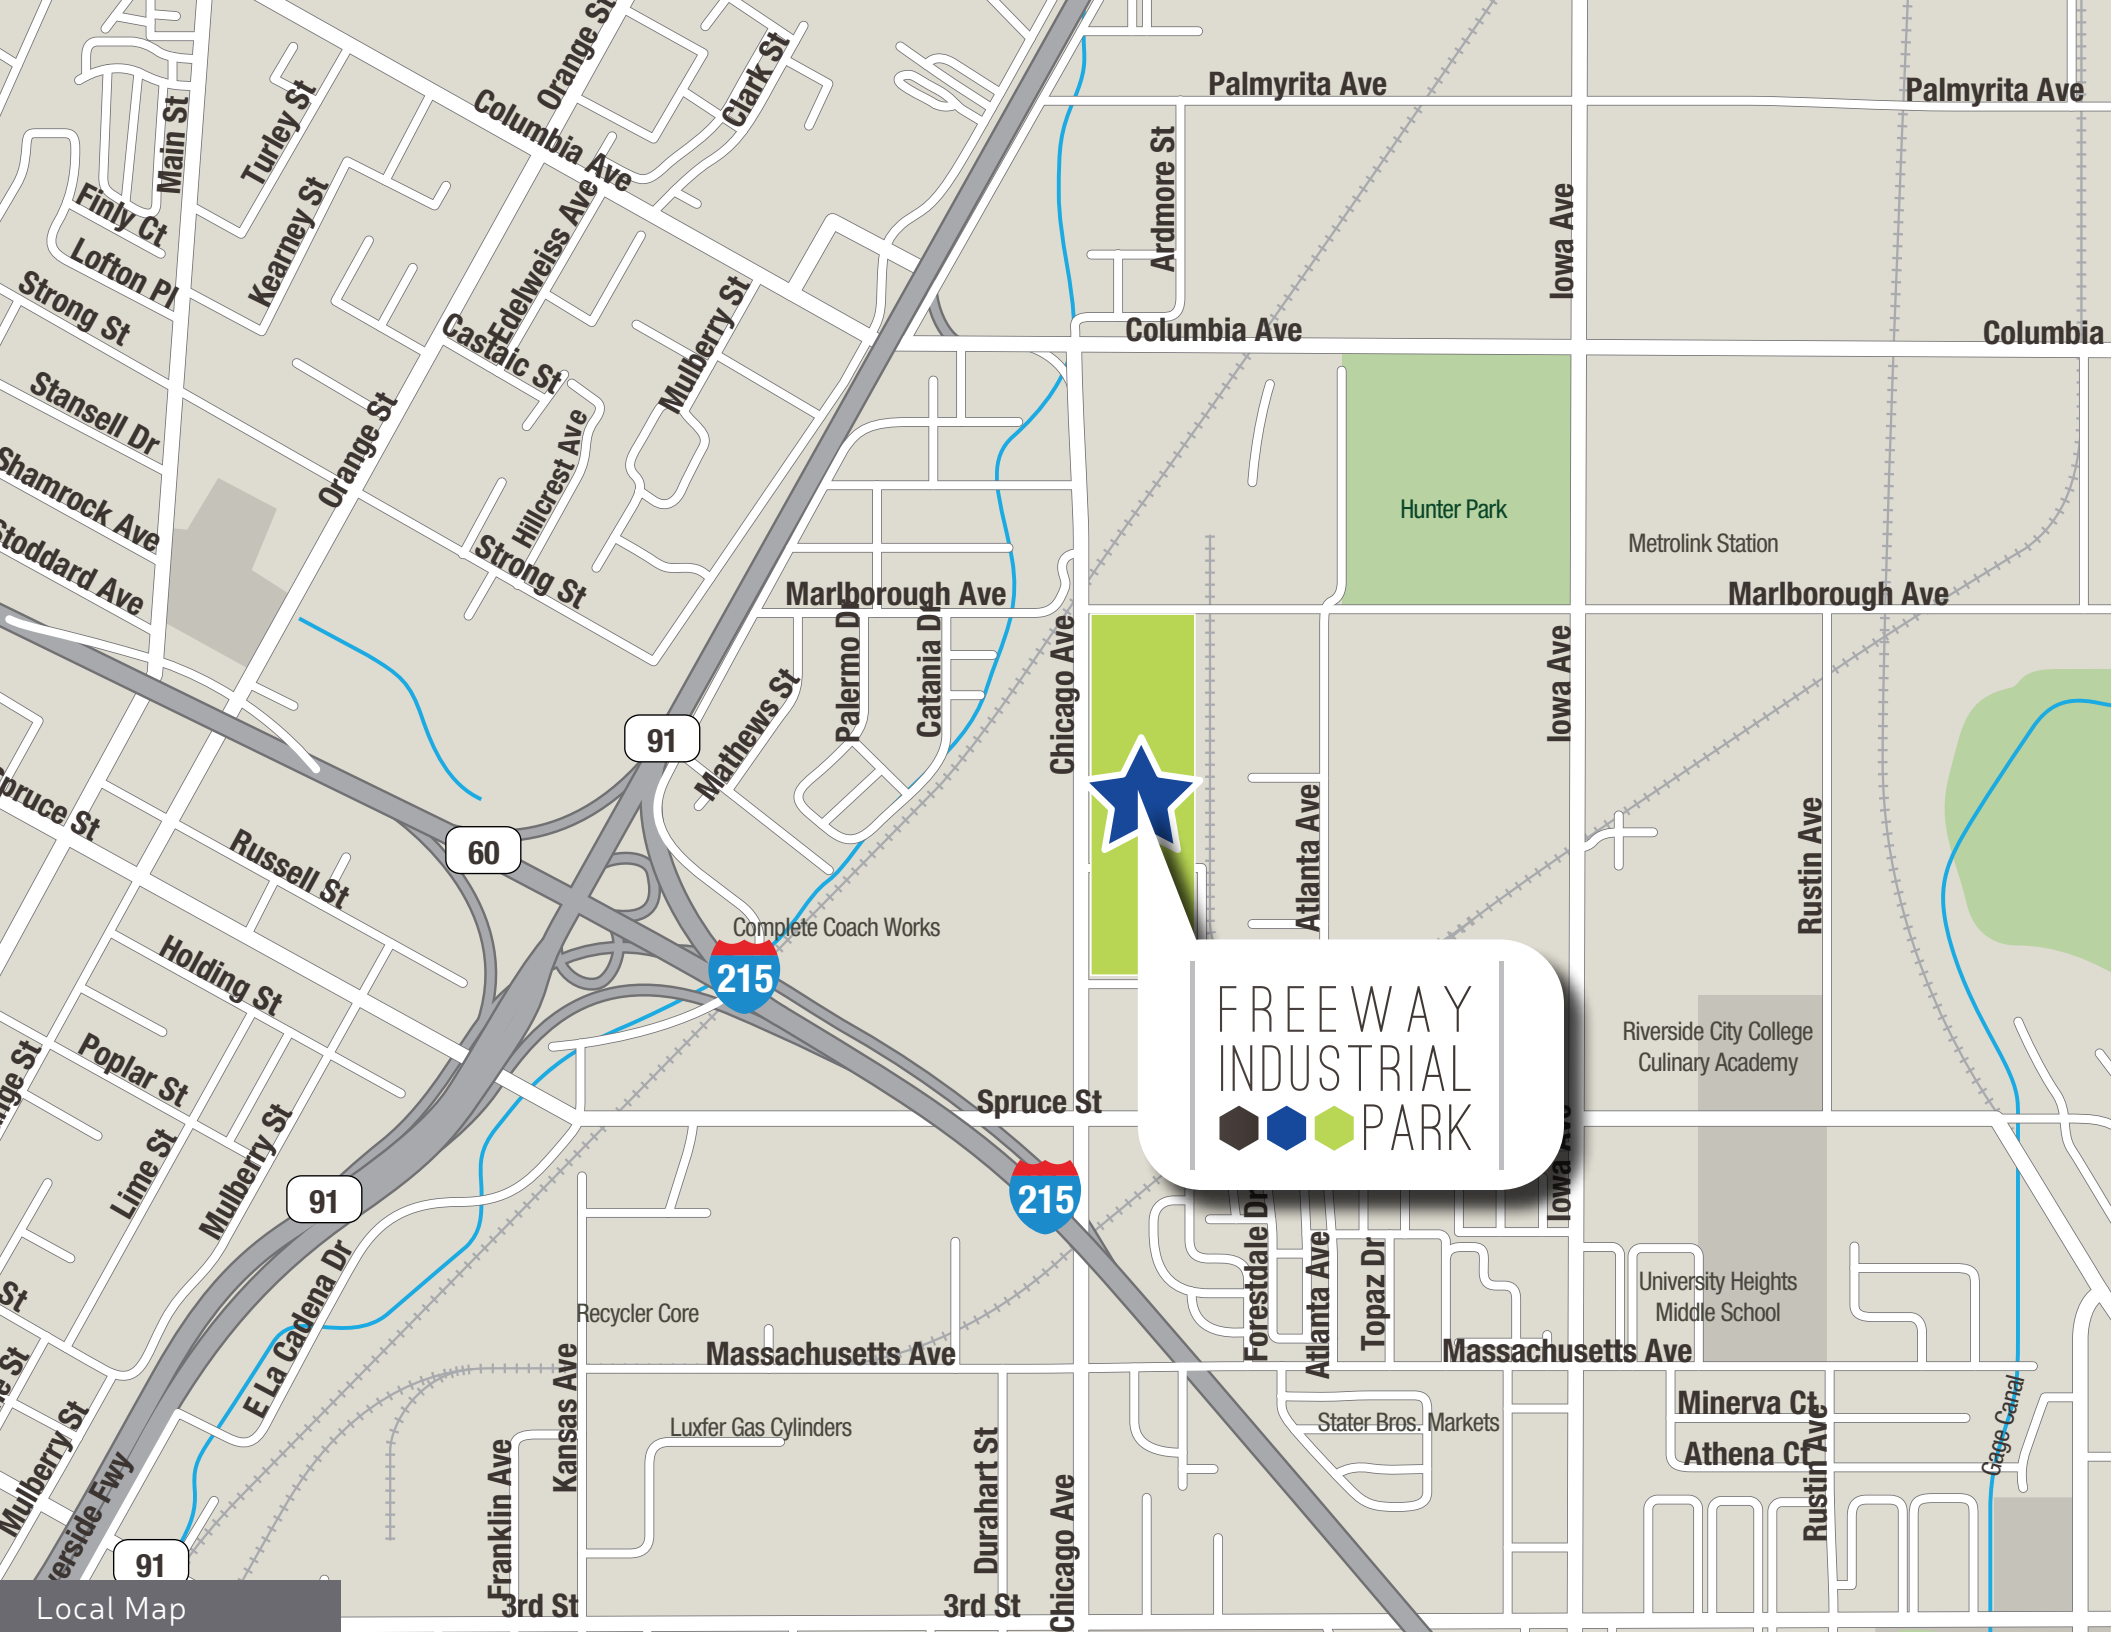 Orange St
Clark St
Palmyrita Ave
Palmyrita Ave
Turley St
Main St
Columbia Ave
Ardmore St
Iowa Ave
Finly Ct
Kearney St
Edelweiss Ave
Lofton Pl
Strong St
Mulberry St
Castaic St
Columbia Ave
Columbia
Stansell Dr
Orange St
Hillcrest Ave
Shamrock Ave
Hunter Park
Metrolink Station
Stoddard Ave
Strong St
Marlborough Ave
Marlborough Ave
Palermo Dr
Catania Dr
Chicago Ave
Iowa Ave
Mathews St
91
Spruce St
60
Russell St
Atlanta Ave
Rustin Ave
Complete Coach Works
215
Holding St
FREEWAY
INDUSTRIAL
PARK
Riverside City College
Culinary Academy
nge St
Poplar St
Spruce St
Lime St
Mulberry St
91
215
Iowa Ave
St
E La Cadena Dr
Forestdale Dr
Atlanta Ave
Topaz Dr
University Heights
Middle School
Recycler Core
Massachusetts Ave
Massachusetts Ave
e St
Kansas Ave
Mulberry St
Luxfer Gas Cylinders
Stater Bros. Markets
Minerva Ct
Athena Ct
Rustin Ave
Gage Canal
Franklin Ave
Durahart St
Chicago Ave
erside Fwy
91
3rd St
3rd St
Local Map